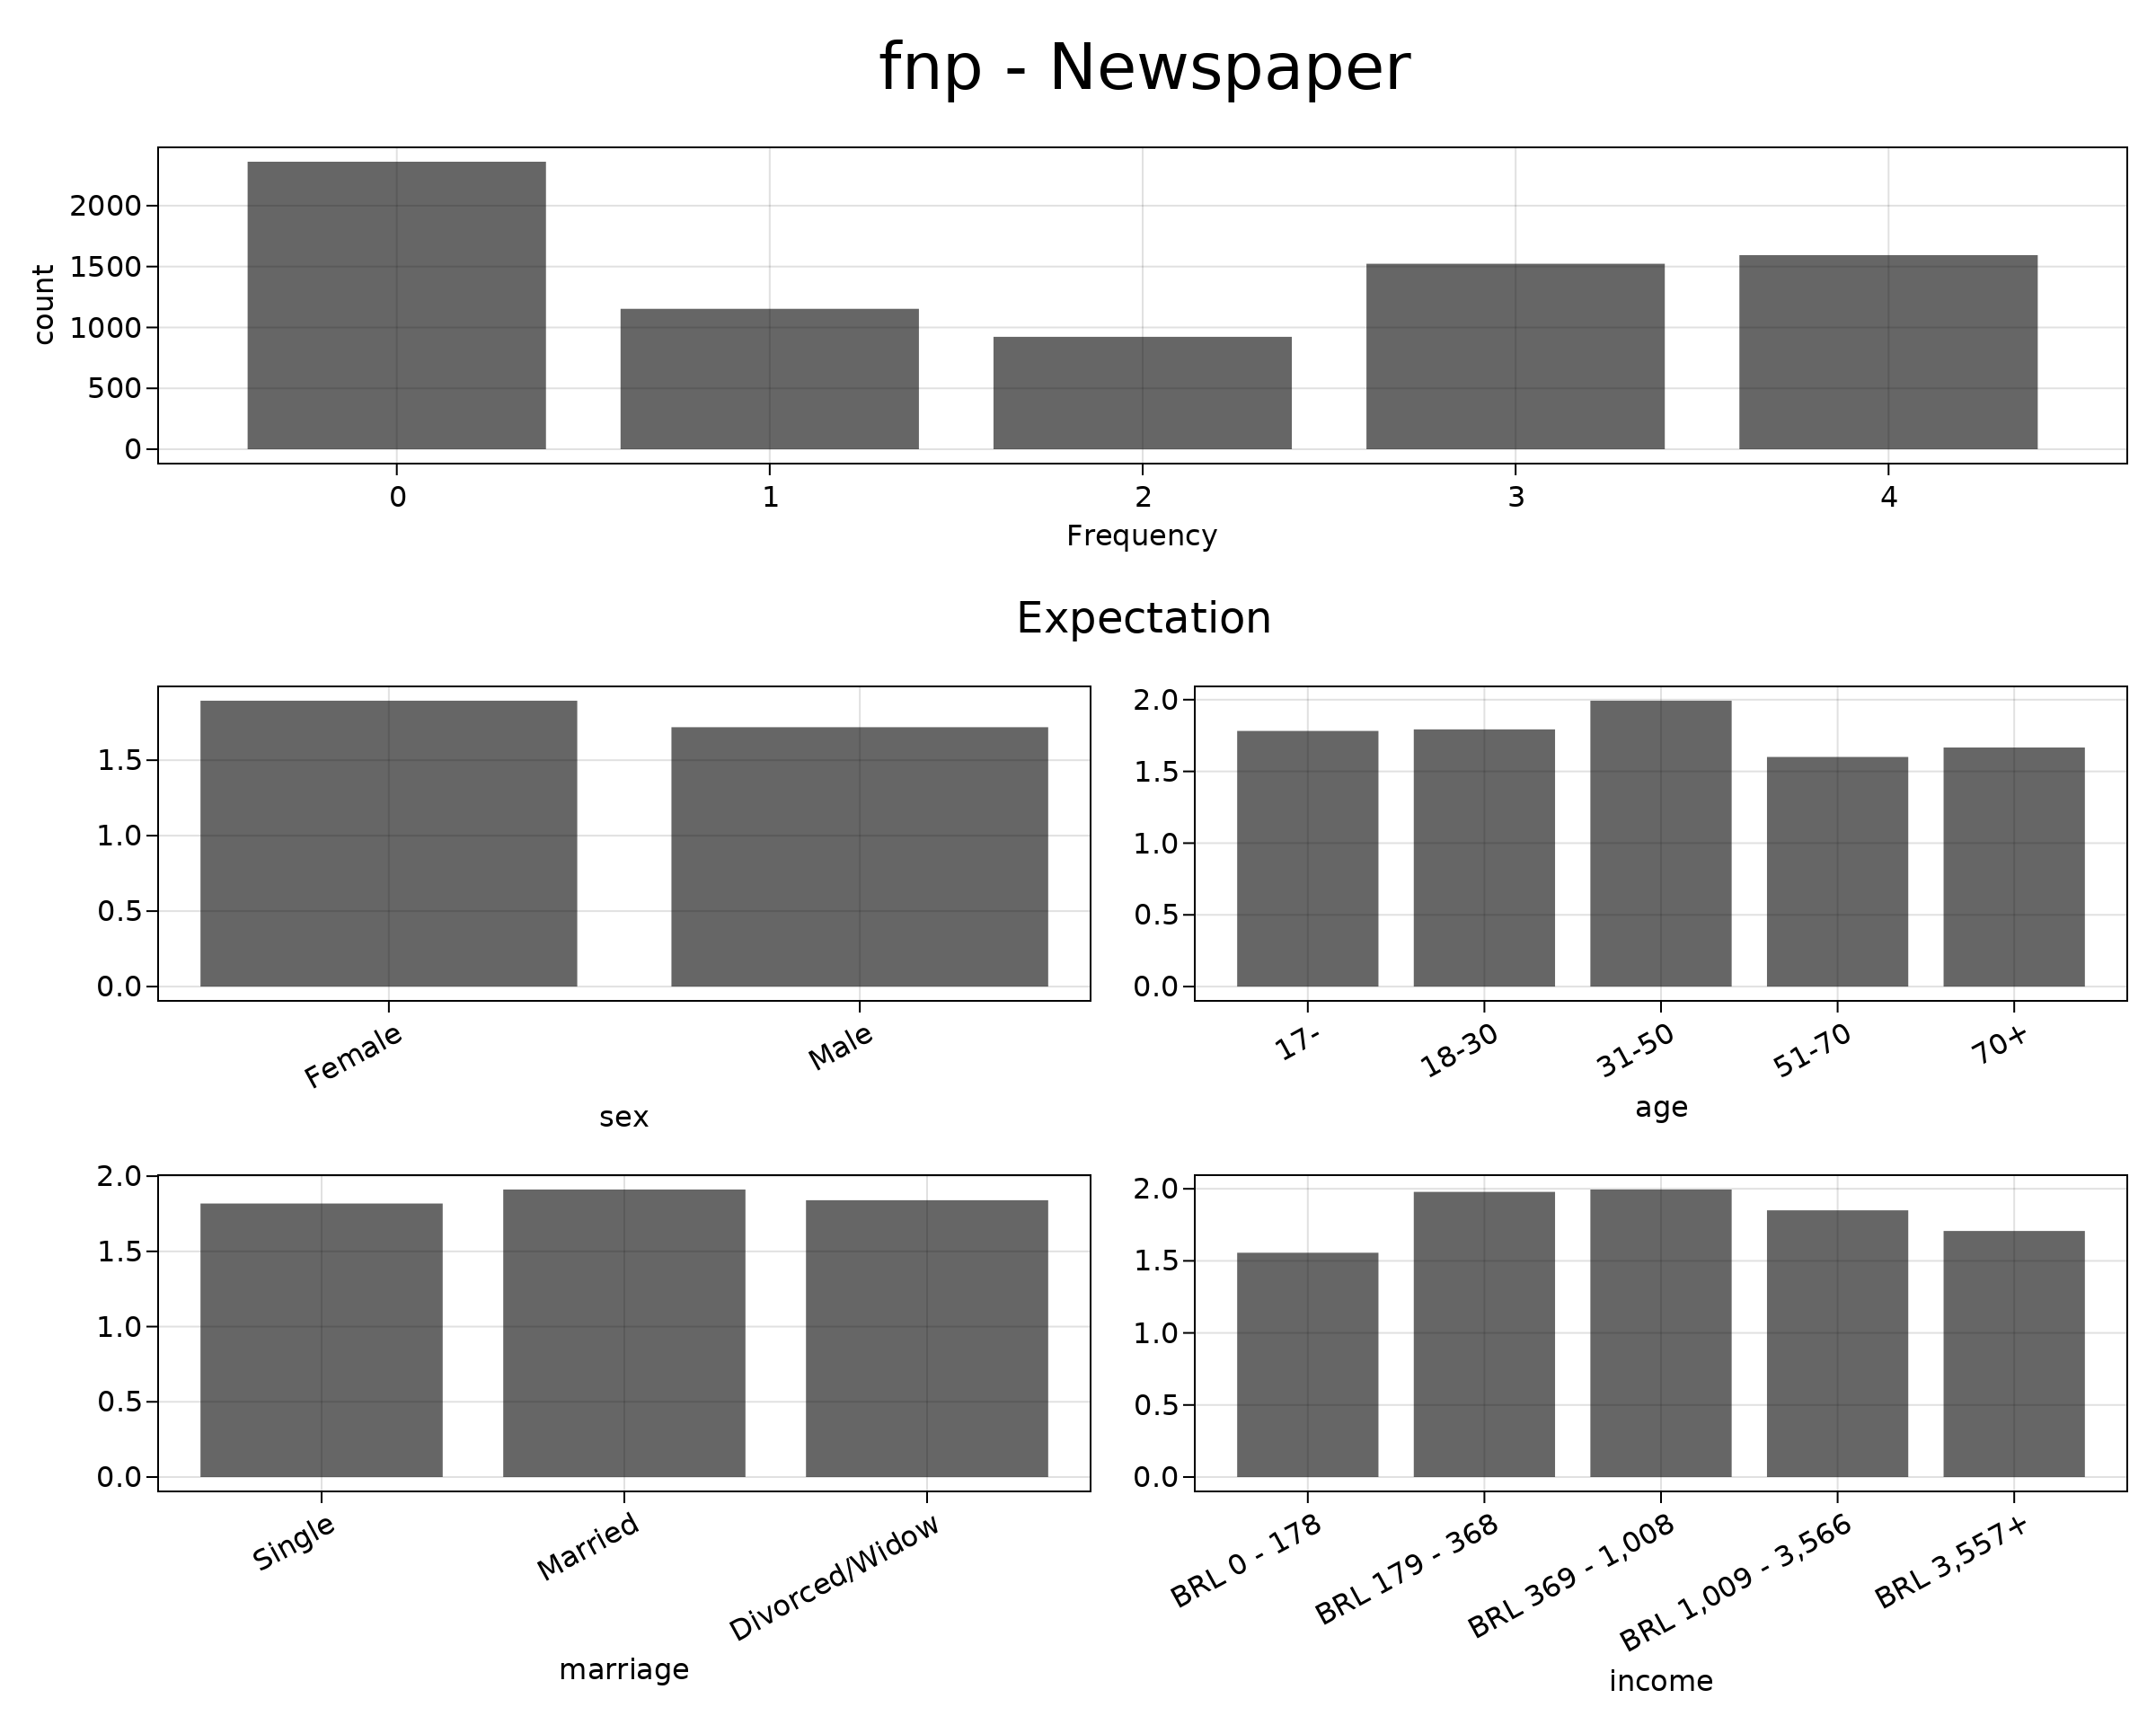 fnp - Newspaper
2000
1500
1000
500
0
count
0 1 2 3 4
Frequency
Expectation
1.5
1.0
0.5
0.0
Female Male
sex
2.0
1.5
1.0
0.5
0.0
17- 18-30 31-50 51-70 70+
age
2.0
1.5
1.0
0.5
0.0
Single Married Divorced/Widow
marriage
2.0
1.5
1.0
0.5
0.0
BRL 0 - 178 BRL 179 - 368 BRL 369 - 1,008 BRL 1,009 - 3,566 BRL 3,557+
income